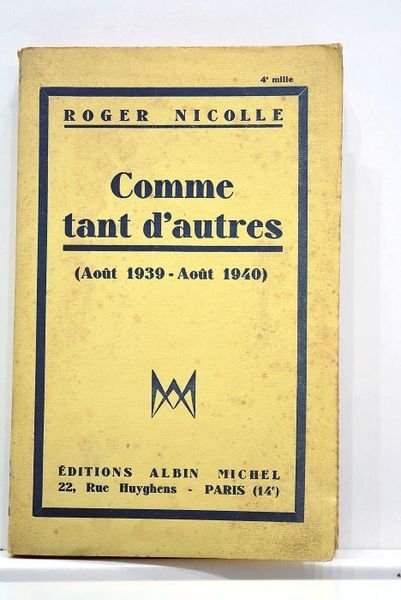 4e mille
ROGER NICOLLE
Comme
tant d'autres
(Août 1939 - Août 1940)
ÉDITIONS ALBIN MICHEL
22, Rue Huyghens - PARIS (14e)